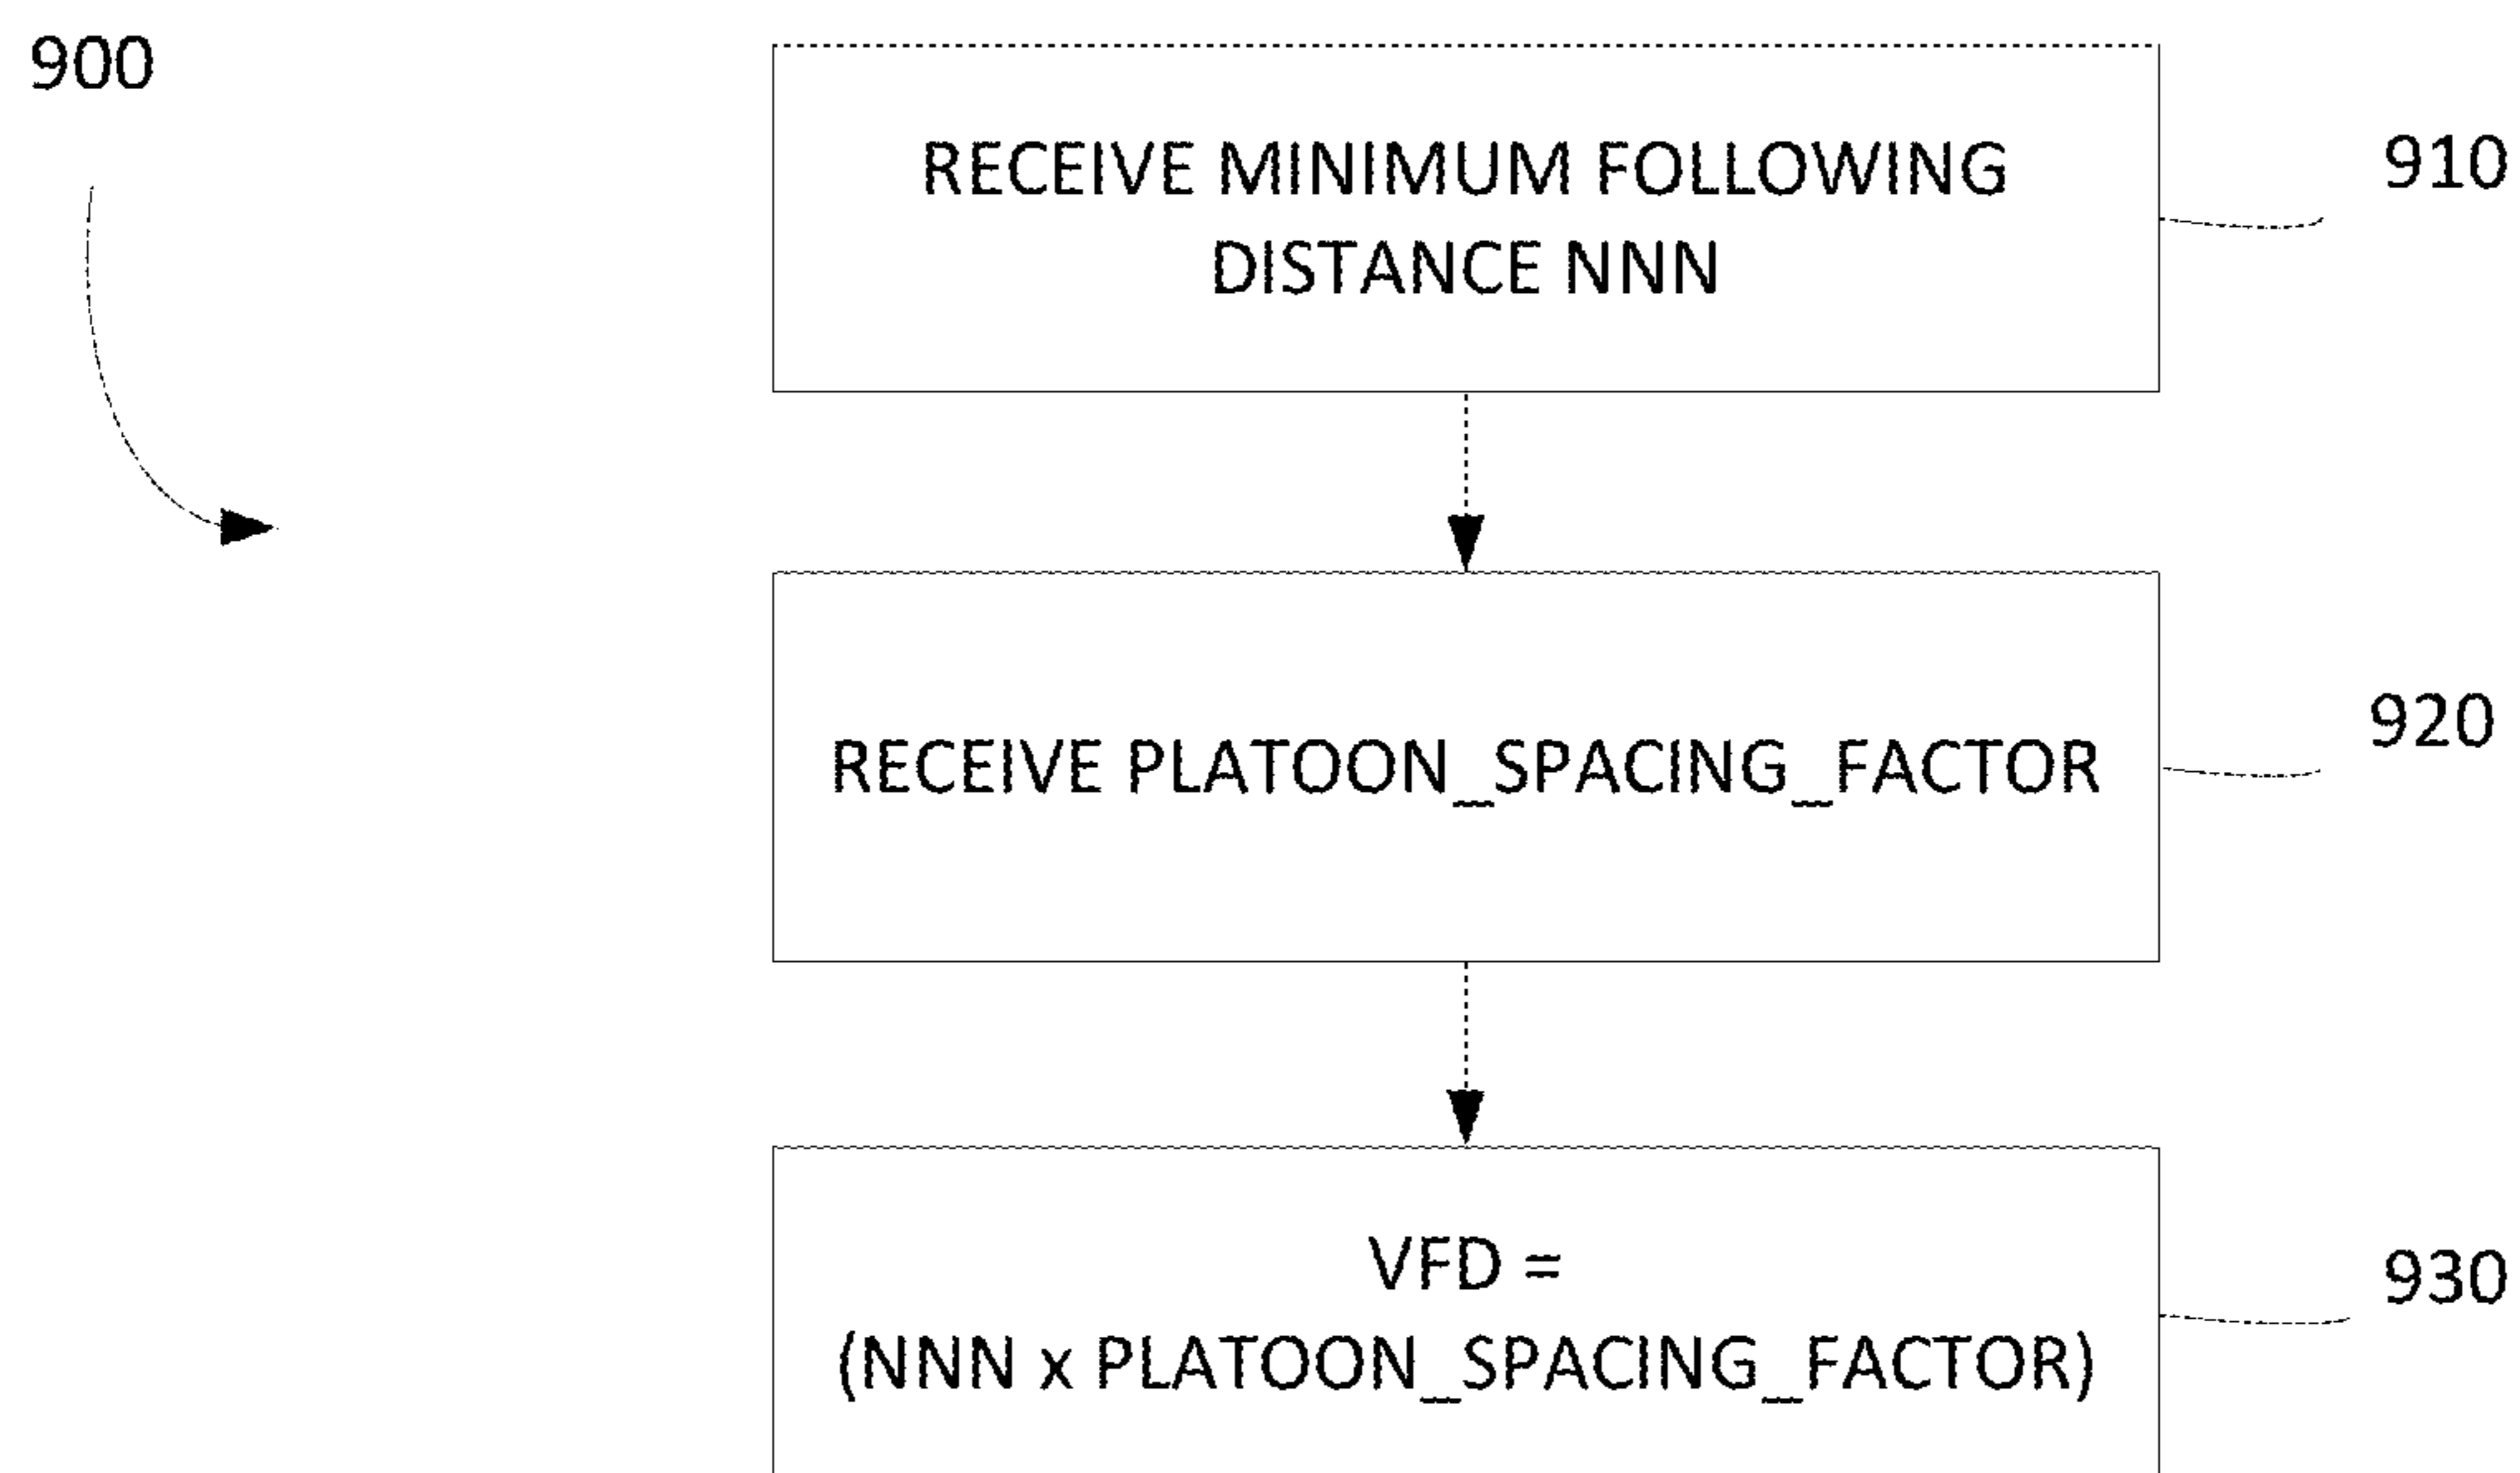 900
RECEIVE MINIMUM FOLLOWING
DISTANCE NNN
910
RECEIVE PLATOON_SPACING_FACTOR
920
VFD =
(NNN x PLATOON_SPACING_FACTOR)
930